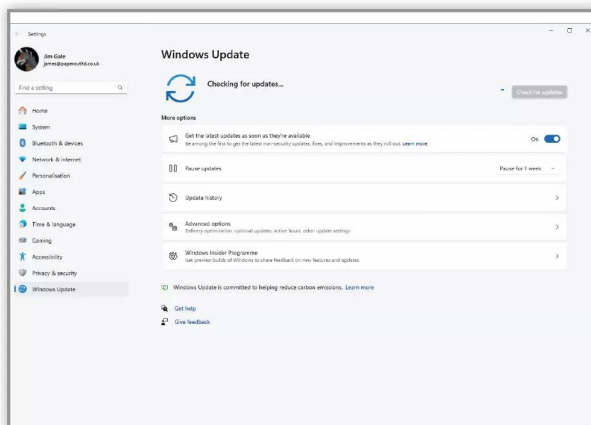 Settings
Jim Gale
james@papercutltd.co.uk
Find a setting
Home
System
Bluetooth & devices
Network & internet
Personalisation
Apps
Accounts
Time & language
Gaming
Accessibility
Privacy & security
Windows Update
Windows Update
Checking for updates...
Check for updates
More options
Get the latest updates as soon as they're available
Be among the first to get the latest non-security updates, fixes, and improvements as they roll out. Learn more
On
Pause updates
Pause for 1 week
Update history
Advanced options
Delivery optimisation, optional updates, active hours, other update settings
Windows Insider Programme
Get preview builds of Windows to share feedback on new features and updates
Windows Update is committed to helping reduce carbon emissions. Learn more
Get help
Give feedback